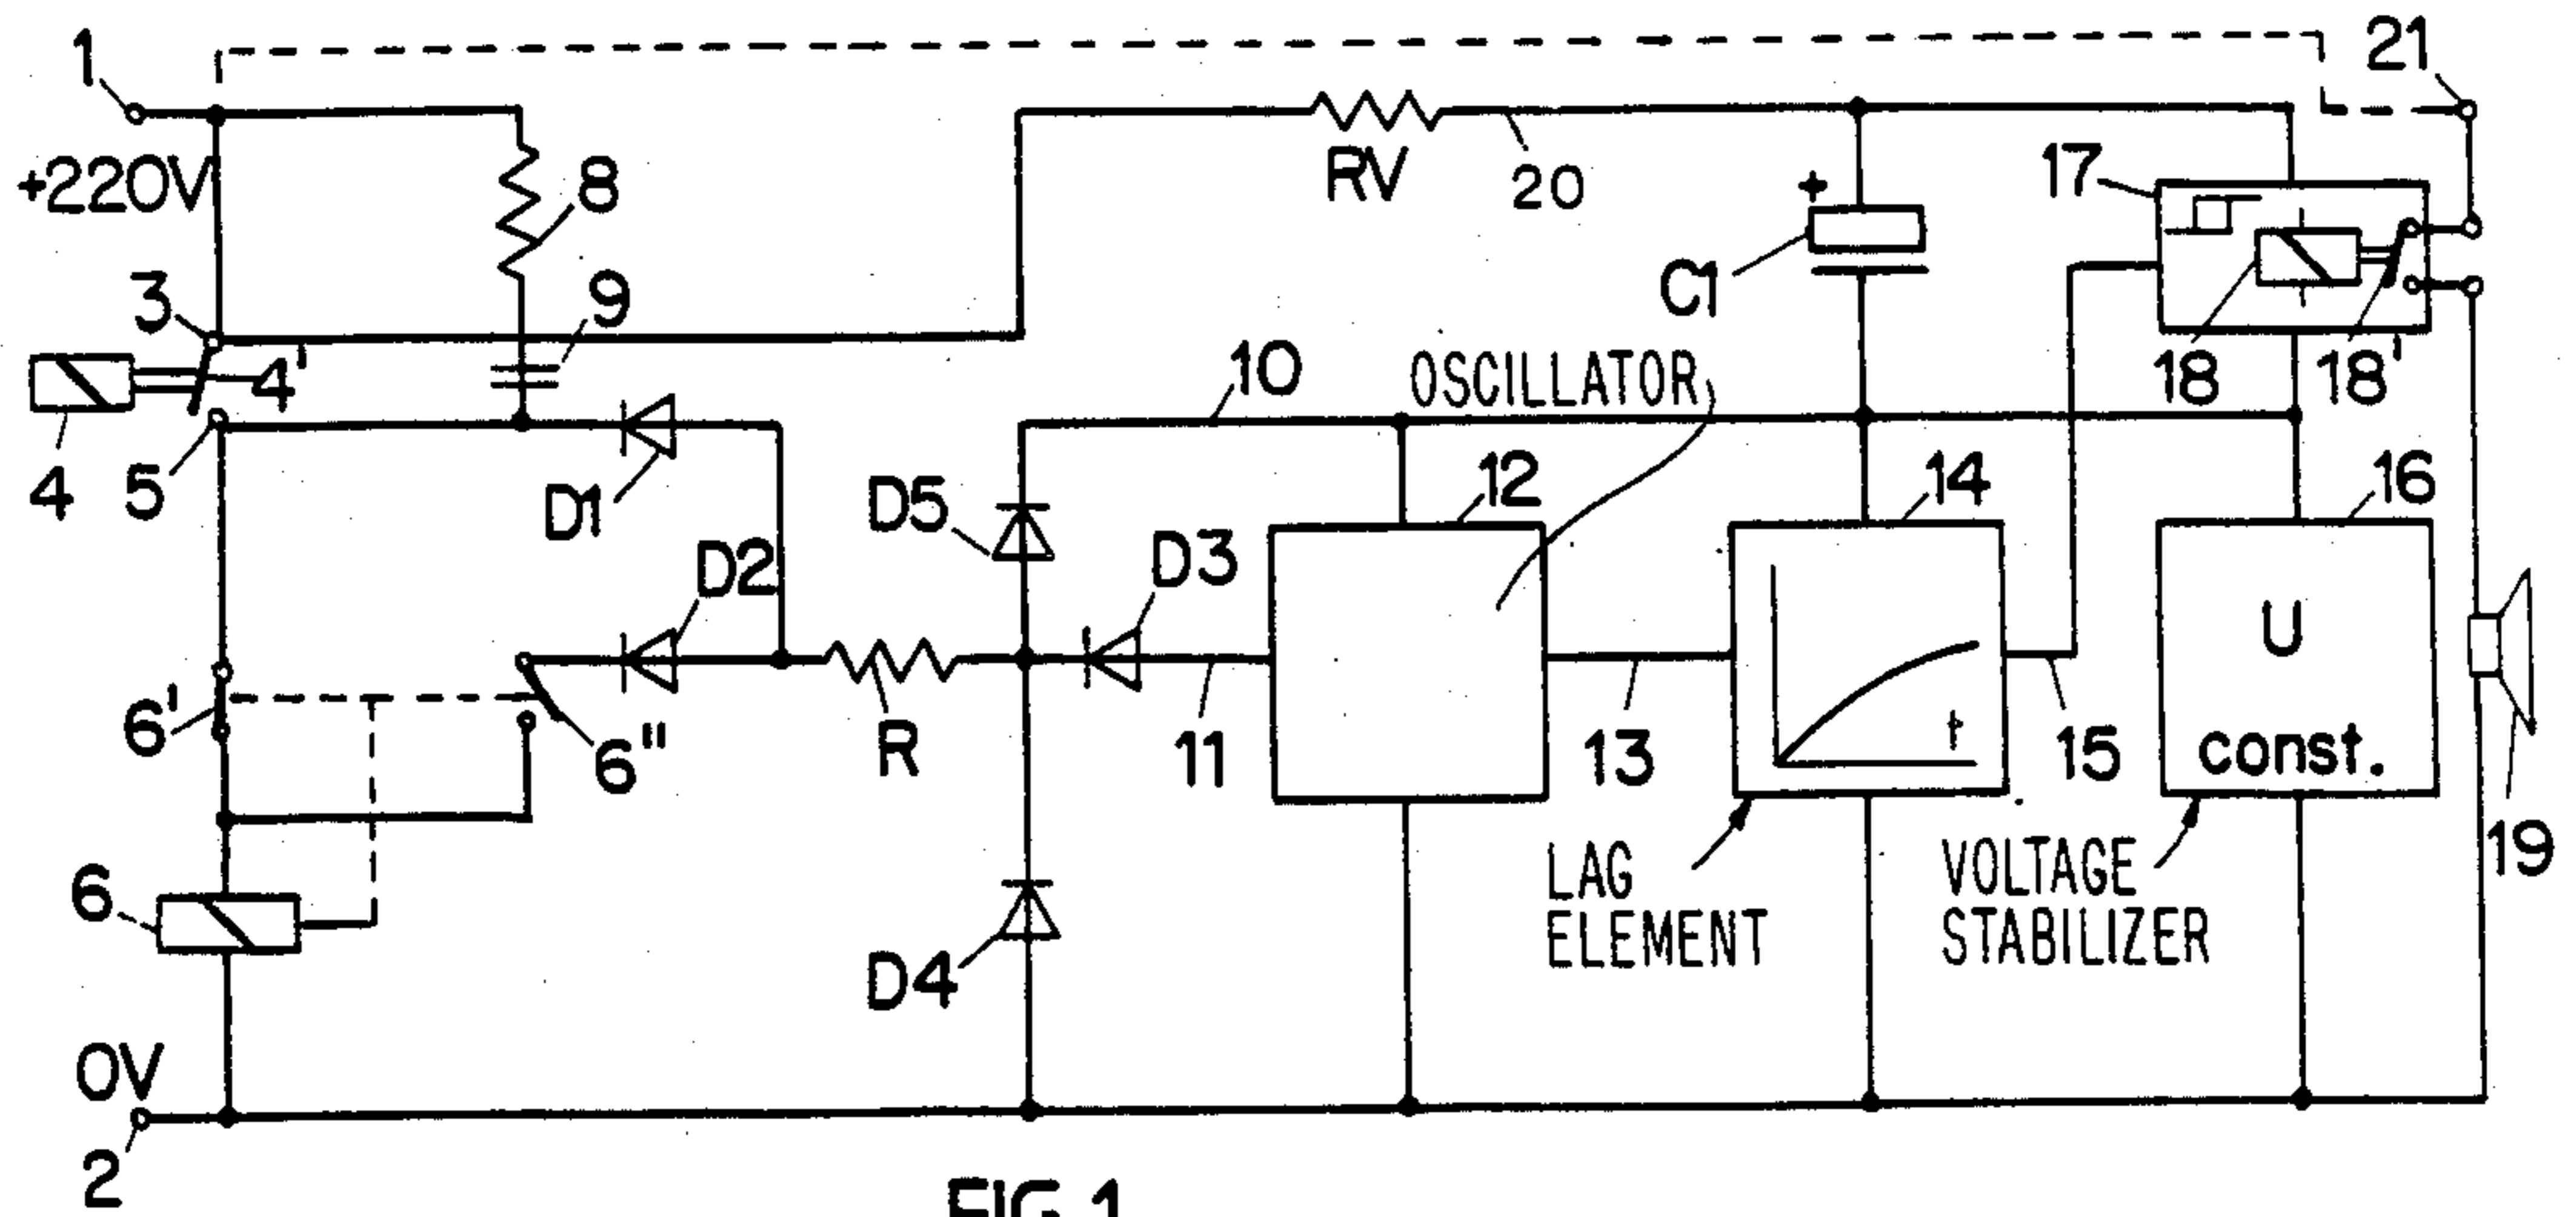 1
21
+220V
8
RV
20
17
3
9
+
C1
4'
10
OSCILLATOR
18
18'
4
5
D1
D5
12
14
16
D2
D3
U
const.
6'
6"
R
11
13
t
15
6
D4
LAG
ELEMENT
VOLTAGE
STABILIZER
19
0V
2
FIG.1